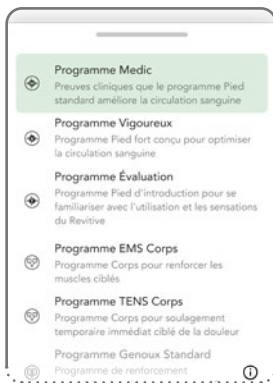 Programme Medic
Preuves cliniques que le programme Pied
standard améliore la circulation sanguine
Programme Vigoureux
Programme Pied fort conçu pour optimiser
la circulation sanguine
Programme Évaluation
Programme Pied d'introduction pour se
familiariser avec l'utilisation et les sensations
du Revitive
Programme EMS Corps
Programme Corps pour renforcer les
muscles ciblés
Programme TENS Corps
Programme Corps pour soulagement
temporaire immédiat ciblé de la douleur
Programme Genoux Standard
Programme de renforcement